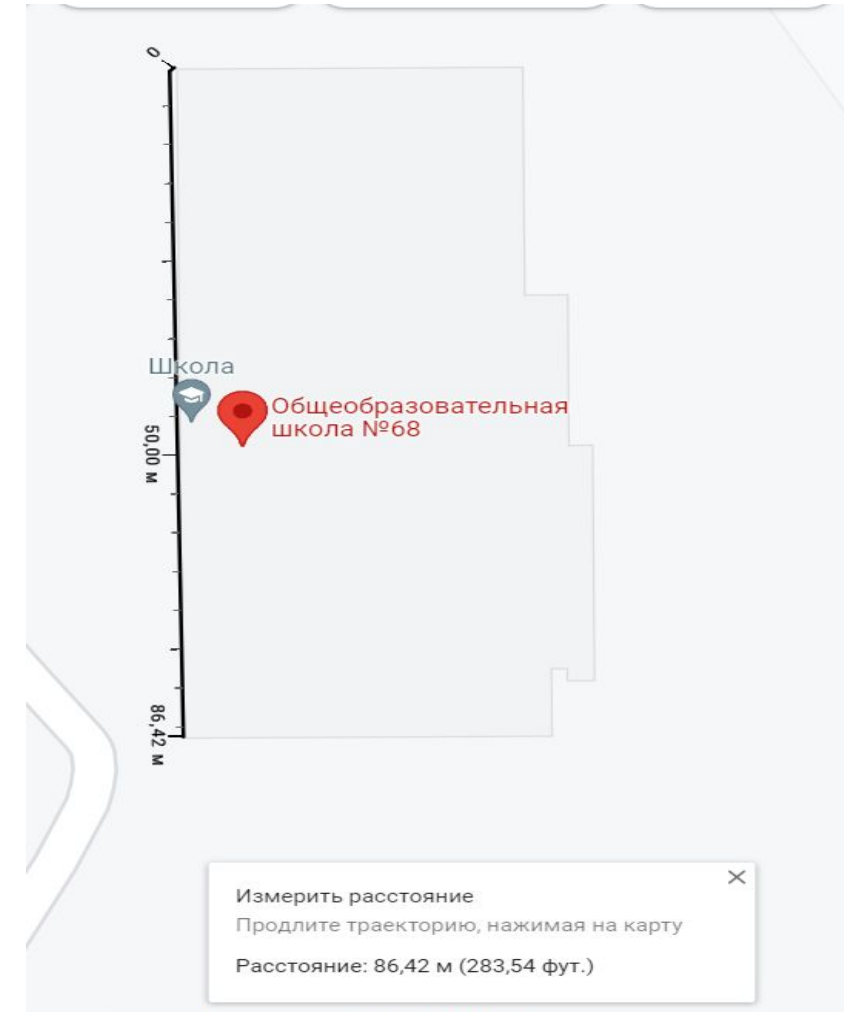 0
Школа
Общеобразовательная
школа №68
50,00 м
86,42 м
Измерить расстояние
Продлите траекторию, нажимая на карту
Расстояние: 86,42 м (283,54 фут.)